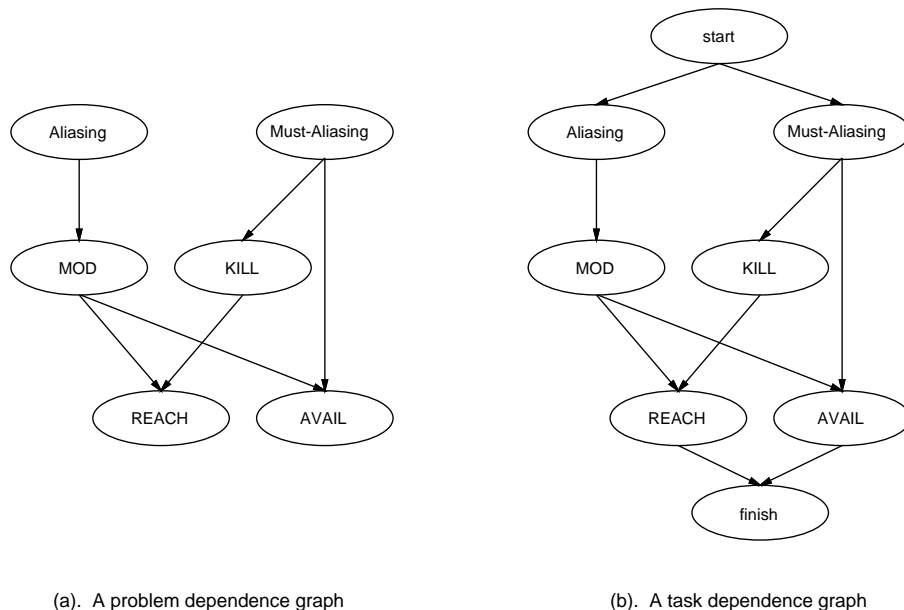 Aliasing
Must-Aliasing
MOD
KILL
REACH
AVAIL
(a).  A problem dependence graph
start
Aliasing
Must-Aliasing
MOD
KILL
REACH
AVAIL
finish
(b).  A task dependence graph